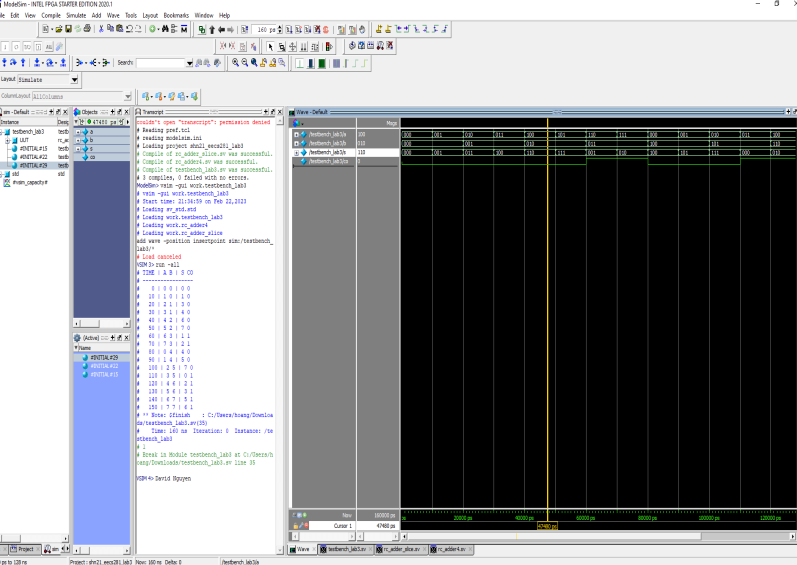 ModelSim - INTEL FPGA STARTER EDITION 2020.1
File Edit View Compile Simulate Add Wave Tools Layout Bookmarks Window Help
160 ps
Search:
Layout Simulate
ColumnLayout AllColumns
sim - Default
Instance Design
testbench_lab3 testb
UUT rc_ad
#INITIAL#15 testb
#INITIAL#22 testb
#INITIAL#29 testb
std std
#vsim_capacity#
Objects
47480 ps
a
b
s
co
(Active)
Name
#INITIAL#29
#INITIAL#22
#INITIAL#15
Transcript
couldn't open "transcript": permission denied
# Reading pref.tcl
# reading modelsim.ini
# Loading project shn21_eecs281_lab3
# Compile of rc_adder_slice.sv was successful.
# Compile of rc_adder4.sv was successful.
# Compile of testbench_lab3.sv was successful.
# 3 compiles, 0 failed with no errors.
ModelSim> vsim -gui work.testbench_lab3
# vsim -gui work.testbench_lab3
# Start time: 21:34:59 on Feb 22,2023
# Loading sv_std.std
# Loading work.testbench_lab3
# Loading work.rc_adder4
# Loading work.rc_adder_slice
add wave -position insertpoint sim:/testbench_
lab3/*
# Load canceled
VSIM 3> run -all
# TIME | A B | S CO
# ----------------
# 0 | 0 0 | 0 0
# 10 | 1 0 | 1 0
# 20 | 2 1 | 3 0
# 30 | 3 1 | 4 0
# 40 | 4 2 | 6 0
# 50 | 5 2 | 7 0
# 60 | 6 3 | 1 1
# 70 | 7 3 | 2 1
# 80 | 0 4 | 4 0
# 90 | 1 4 | 5 0
# 100 | 2 5 | 7 0
# 110 | 3 5 | 0 1
# 120 | 4 6 | 2 1
# 130 | 5 6 | 3 1
# 140 | 6 7 | 5 1
# 150 | 7 7 | 6 1
# ** Note: $finish : C:/Users/hoang/Downloa
ds/testbench_lab3.sv(35)
# Time: 160 ns Iteration: 0 Instance: /te
stbench_lab3
# 1
# Break in Module testbench_lab3 at C:/Users/h
oang/Downloads/testbench_lab3.sv line 35
VSIM 4> David Nguyen
Wave - Default
Msgs
/testbench_lab3/a 100 000 001 010 011 100 101 110 111 000 001 010 011 100
/testbench_lab3/b 010 000 001 010 011 100 101 110
/testbench_lab3/s 110 000 001 011 100 110 111 001 010 100 101 111 000 010
/testbench_lab3/co 0
Now 160000 ps
Cursor 1 47480 ps
ps 20000 ps 40000 ps 60000 ps 80000 ps 100000 ps 120000 ps
47480 ps
Project sim
Wave testbench_lab3.sv rc_adder_slice.sv rc_adder4.sv
0 ps to 128 ns Project : shn21_eecs281_lab3 Now: 160 ns Delta: 0 /testbench_lab3/a